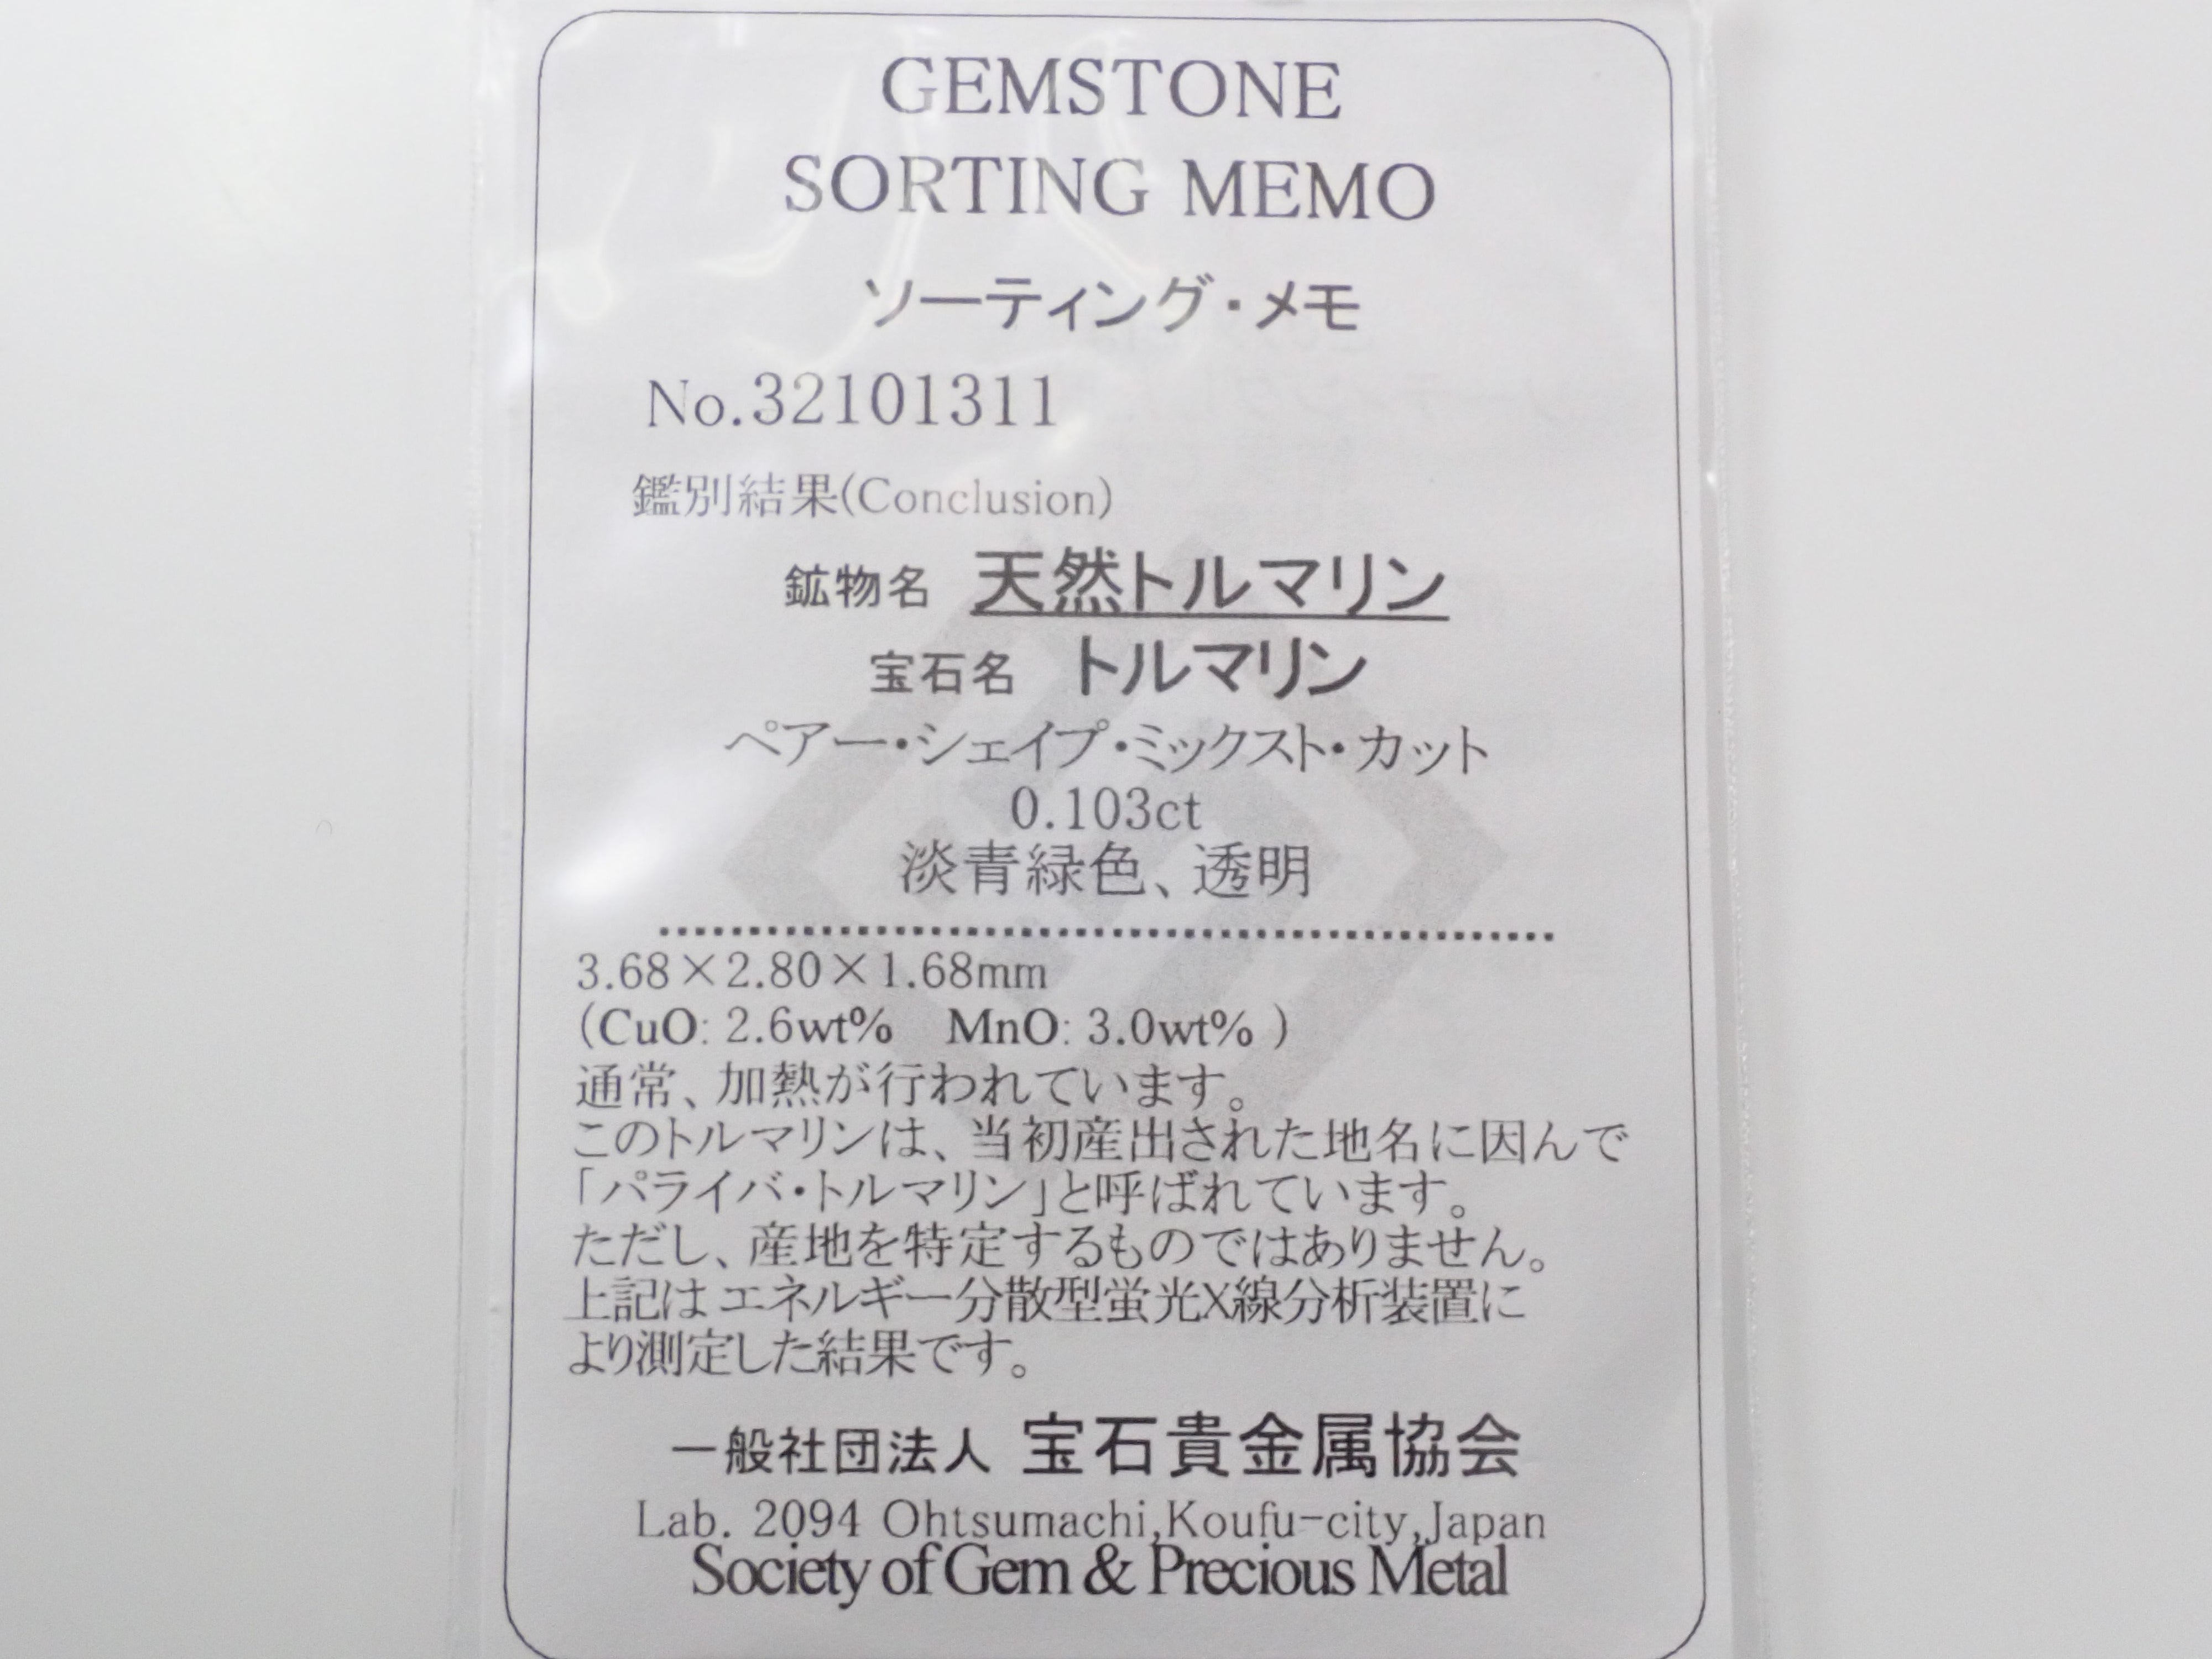 GEMSTONE
SORTING MEMO
ソーティング・メモ
No.32101311
鑑別結果(Conclusion)
鉱物名 天然トルマリン
宝石名 トルマリン
ペアー・シェイプ・ミックスト・カット
0.103ct
淡青緑色、透明
3.68×2.80×1.68mm
(CuO: 2.6wt% MnO: 3.0wt% )
通常、加熱が行われています。
このトルマリンは、当初産出された地名に因んで
「パライバ・トルマリン」と呼ばれています。
ただし、産地を特定するものではありません。
上記はエネルギー分散型蛍光X線分析装置に
より測定した結果です。
一般社団法人 宝石貴金属協会
Lab. 2094 Ohtsumachi,Koufu-city,Japan
Society of Gem & Precious Metal